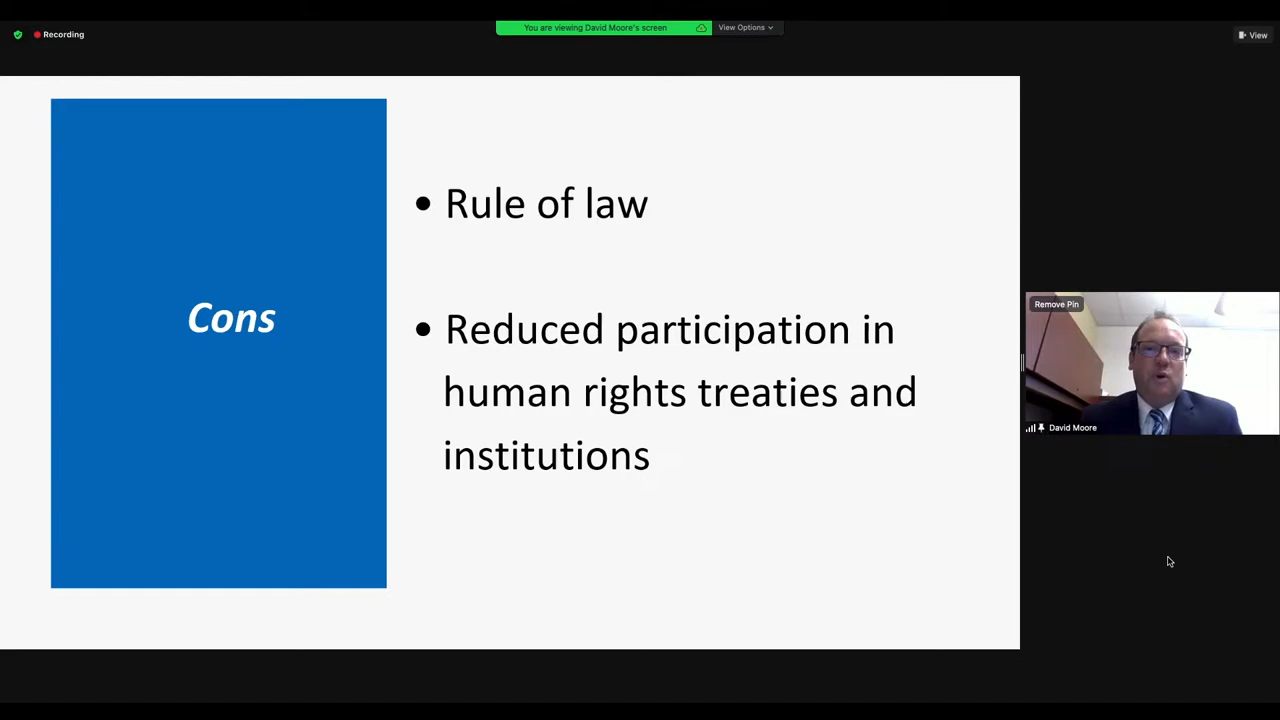 You are viewing David Moore's screen
View Options
Recording
View
Cons
• Rule of law
• Reduced participation in
human rights treaties and
institutions
Remove Pin
David Moore